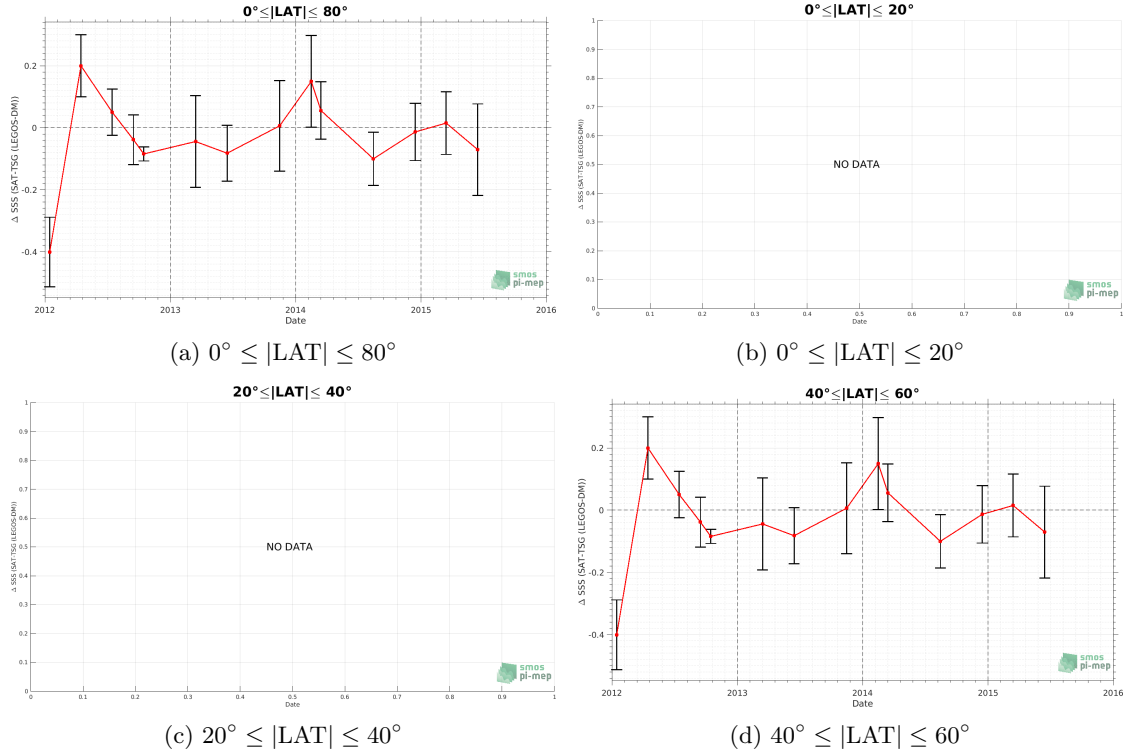 0°≤|LAT|≤ 80°
Δ SSS (SAT-TSG (LEGOS-DM))
0.2
0
-0.2
-0.4
2012 2013 2014 2015 2016
Date
smos
pi-mep
(a) 0° ≤ |LAT| ≤ 80°
0°≤|LAT|≤ 20°
Δ SSS (SAT-TSG (LEGOS-DM))
1
0.9
0.8
0.7
0.6
0.5
0.4
0.3
0.2
0.1
0
NO DATA
0 0.1 0.2 0.3 0.4 0.5 0.6 0.7 0.8 0.9 1
Date
smos
pi-mep
(b) 0° ≤ |LAT| ≤ 20°
20°≤|LAT|≤ 40°
Δ SSS (SAT-TSG (LEGOS-DM))
1
0.9
0.8
0.7
0.6
0.5
0.4
0.3
0.2
0.1
0
NO DATA
0 0.1 0.2 0.3 0.4 0.5 0.6 0.7 0.8 0.9 1
Date
smos
pi-mep
(c) 20° ≤ |LAT| ≤ 40°
40°≤|LAT|≤ 60°
Δ SSS (SAT-TSG (LEGOS-DM))
0.2
0
-0.2
-0.4
2012 2013 2014 2015 2016
Date
smos
pi-mep
(d) 40° ≤ |LAT| ≤ 60°